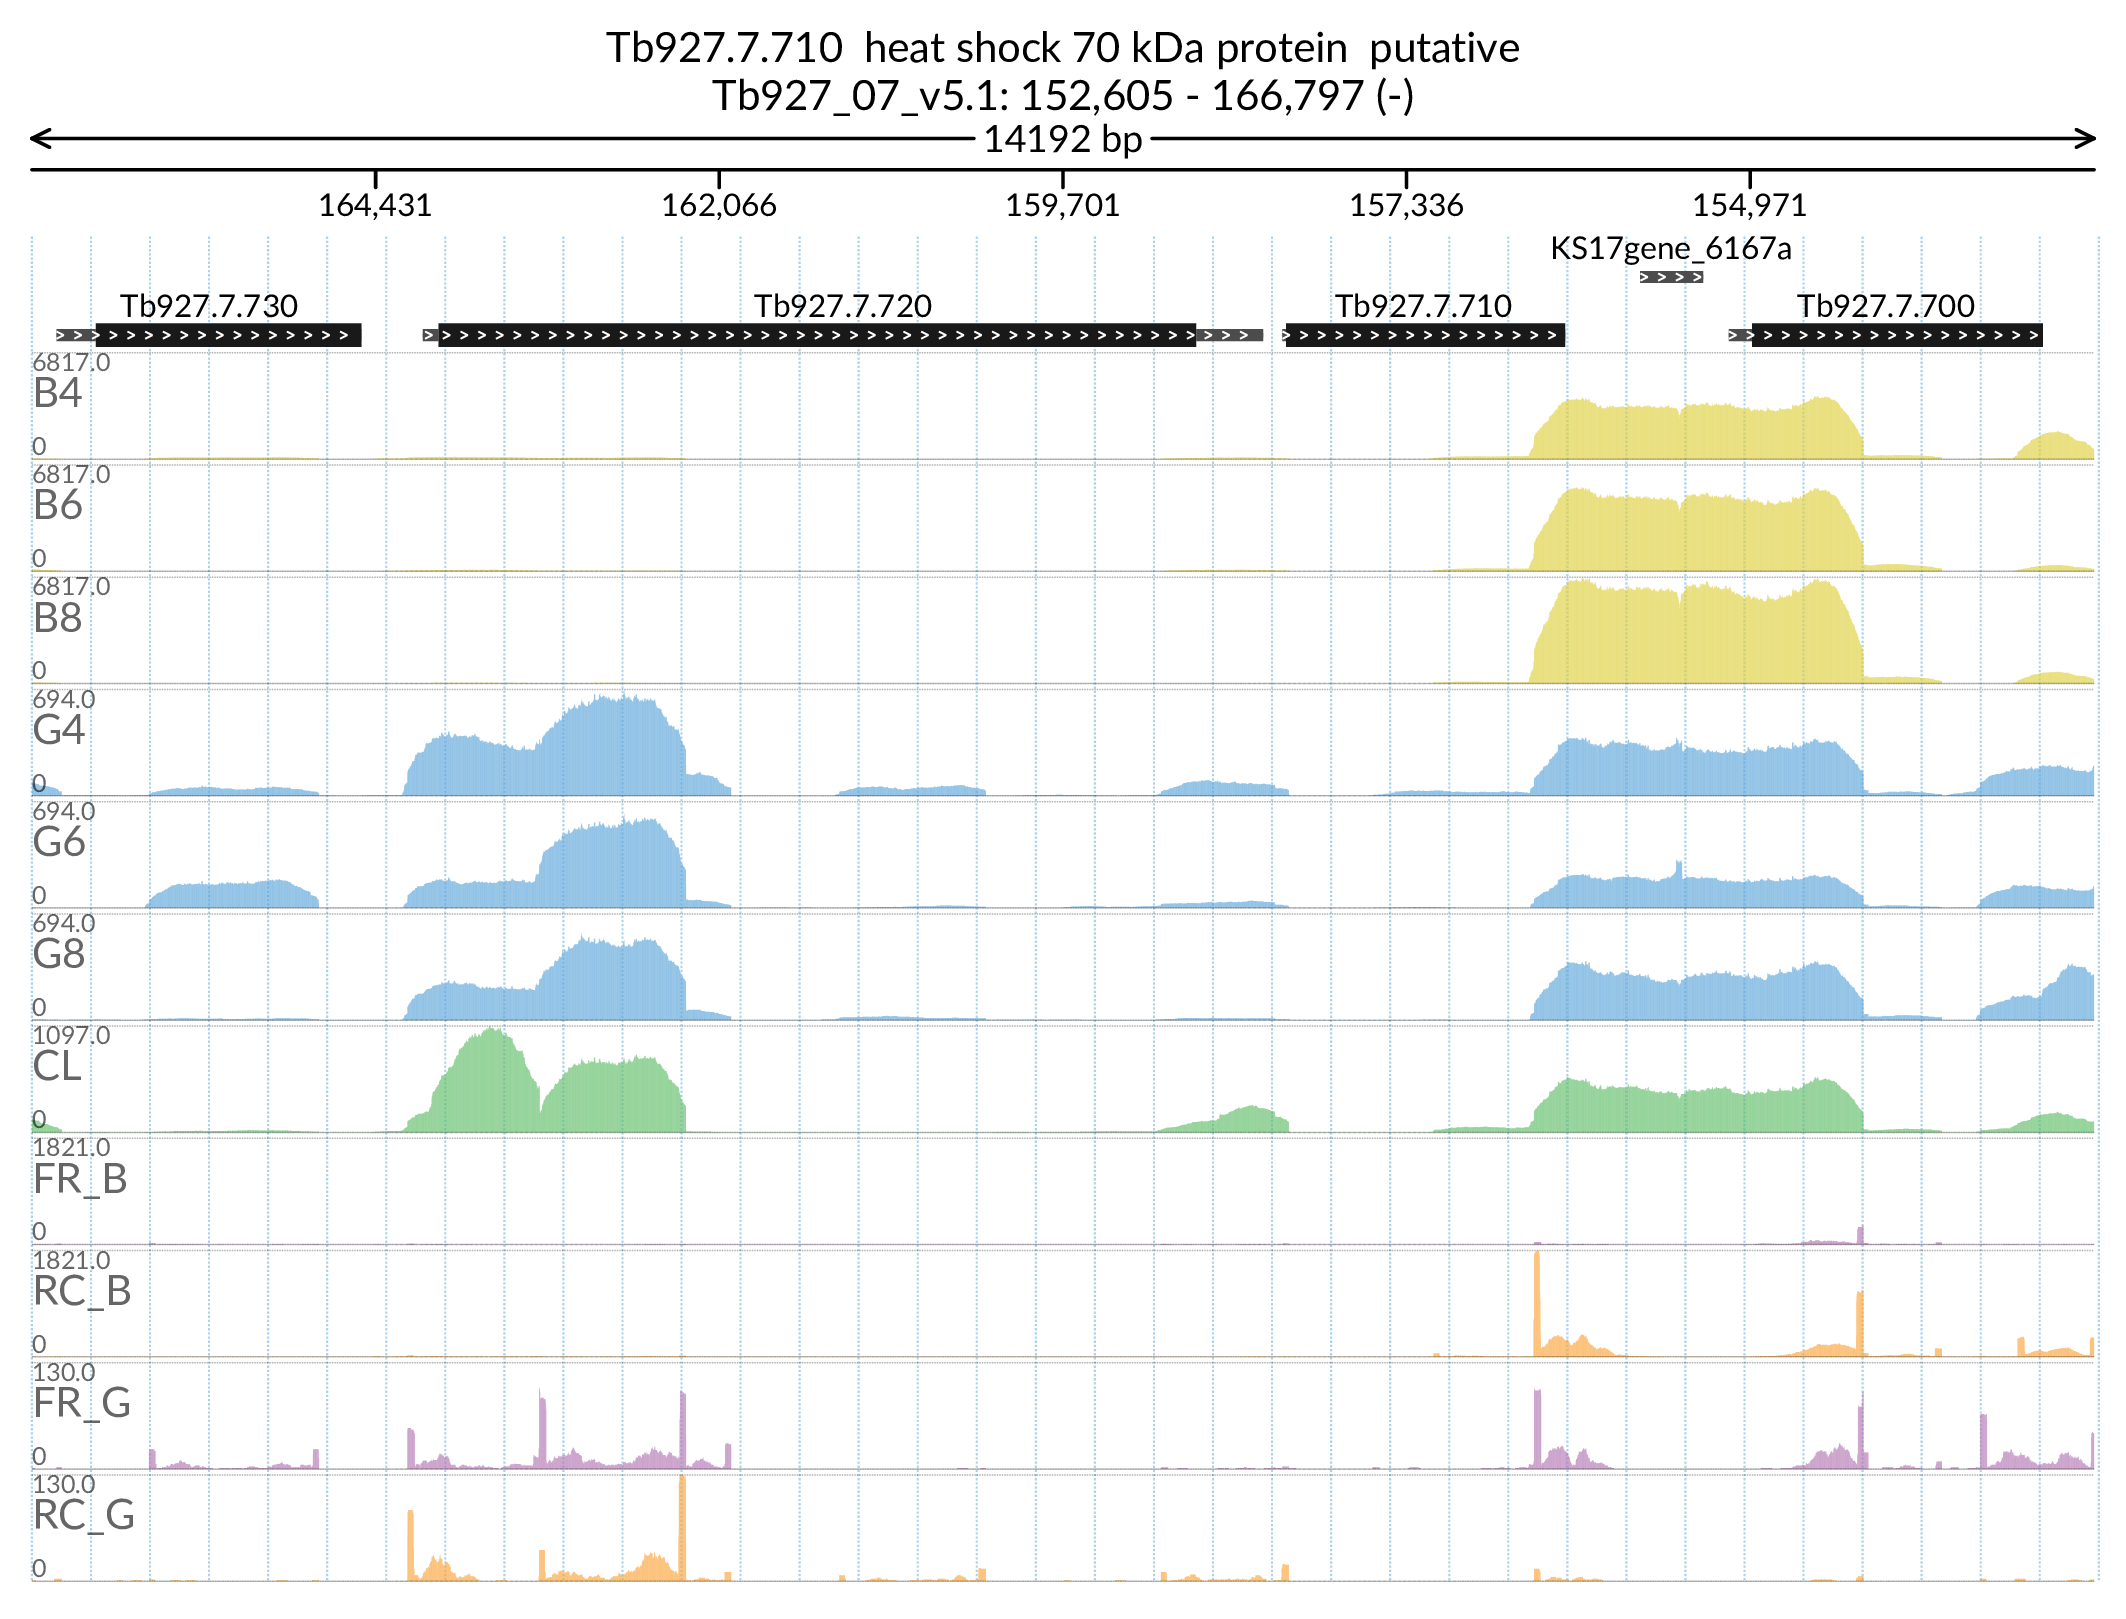 Tb927.7.710  heat shock 70 kDa protein  putative
Tb927_07_v5.1: 152,605 - 166,797 (-)
14192 bp
164,431 162,066 159,701 157,336 154,971
KS17gene_6167a
Tb927.7.730 Tb927.7.720 Tb927.7.710 Tb927.7.700
6817.0
B4
0
6817.0
B6
0
6817.0
B8
0
694.0
G4
0
694.0
G6
0
694.0
G8
0
1097.0
CL
0
1821.0
FR_B
0
1821.0
RC_B
0
130.0
FR_G
0
130.0
RC_G
0